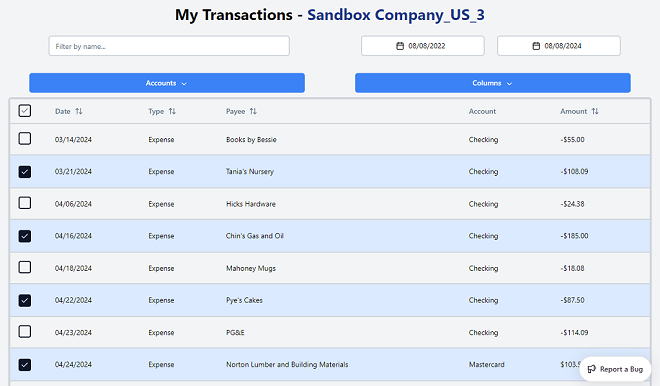 My Transactions - Sandbox Company_US_3
Filter by name... 08/08/2022 08/08/2024
Accounts Columns
Date Type Payee Account Amount
03/14/2024 Expense Books by Bessie Checking -$55.00
03/21/2024 Expense Tania's Nursery Checking -$108.09
04/06/2024 Expense Hicks Hardware Checking -$24.38
04/16/2024 Expense Chin's Gas and Oil Checking -$185.00
04/18/2024 Expense Mahoney Mugs Checking -$18.08
04/22/2024 Expense Pye's Cakes Checking -$87.50
04/23/2024 Expense PG&E Checking -$114.09
04/24/2024 Expense Norton Lumber and Building Materials Mastercard
Report a Bug